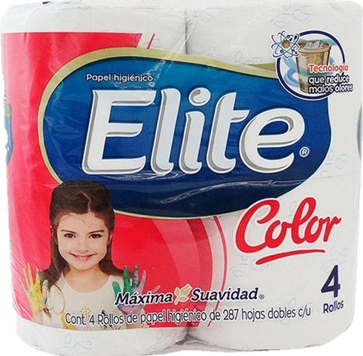 Papel higiénico
Elite®
Tecnología
que reduce
malos olores
Color
Máxima Suavidad®
4
Rollos
Cont. 4 Rollos de papel higiénico de 287 hojas dobles c/u